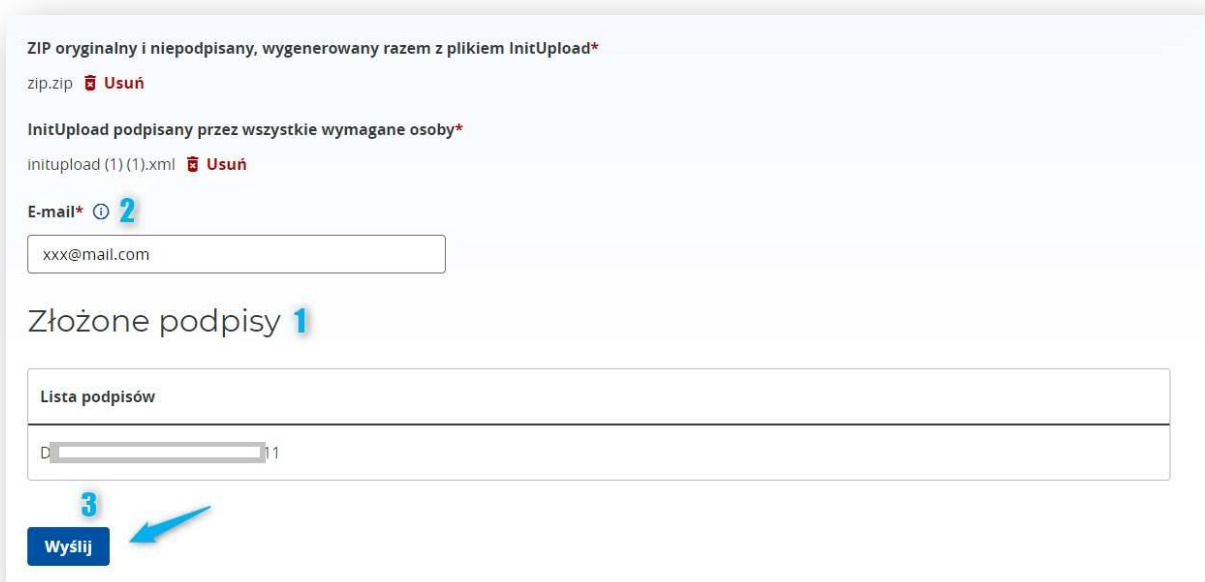 ZIP oryginalny i niepodpisany, wygenerowany razem z plikiem InitUpload*
zip.zip Usuń
InitUpload podpisany przez wszystkie wymagane osoby*
initupload (1) (1).xml Usuń
E-mail* 2
xxx@mail.com
Złożone podpisy 1
Lista podpisów
D 11
3
Wyślij